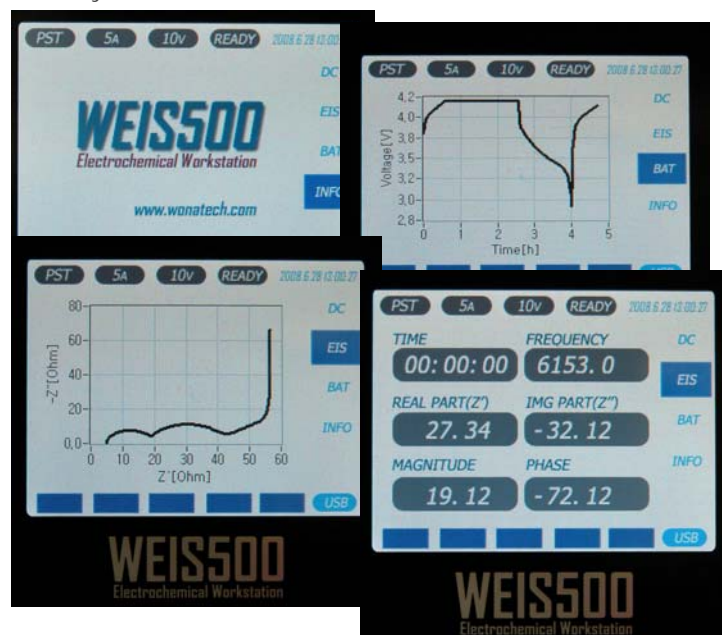 PST 5A 10V READY 2008.6.28 13:00
DC
EIS
BAT
INFO
WEIS500
Electrochemical Workstation
www.wonatech.com
PST 5A 10V READY 2008.6.28 13:00:27
DC
EIS
BAT
INFO
Voltage[V]
4,2
4,0
3,8
3,5
3,2
3,0
2,8
0 1 2 3 4 5
Time[h]
PST 5A 10V READY 2008.6.28 13:00:27
DC
EIS
BAT
INFO
-Z"[Ohm]
80
60
40
20
0,0
0 10 20 30 40 50 60
Z'[Ohm]
USB
WEIS500
Electrochemical Workstation
PST 5A 10V READY 2008.6.28 13:00:27
DC
EIS
BAT
INFO
TIME FREQUENCY
00:00:00 6153.0
REAL PART(Z') IMG PART(Z")
27.34 -32.12
MAGNITUDE PHASE
19.12 -72.12
USB
WEIS500
Electrochemical Workstation